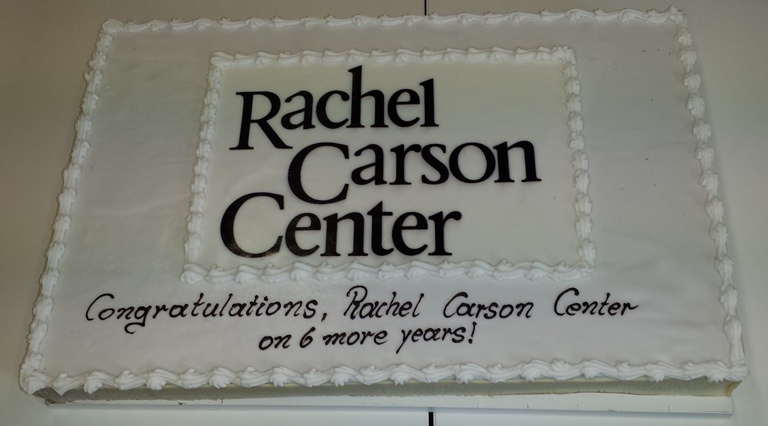 Rachel
Carson
Center
Congratulations, Rachel Carson Center
on 6 more years!